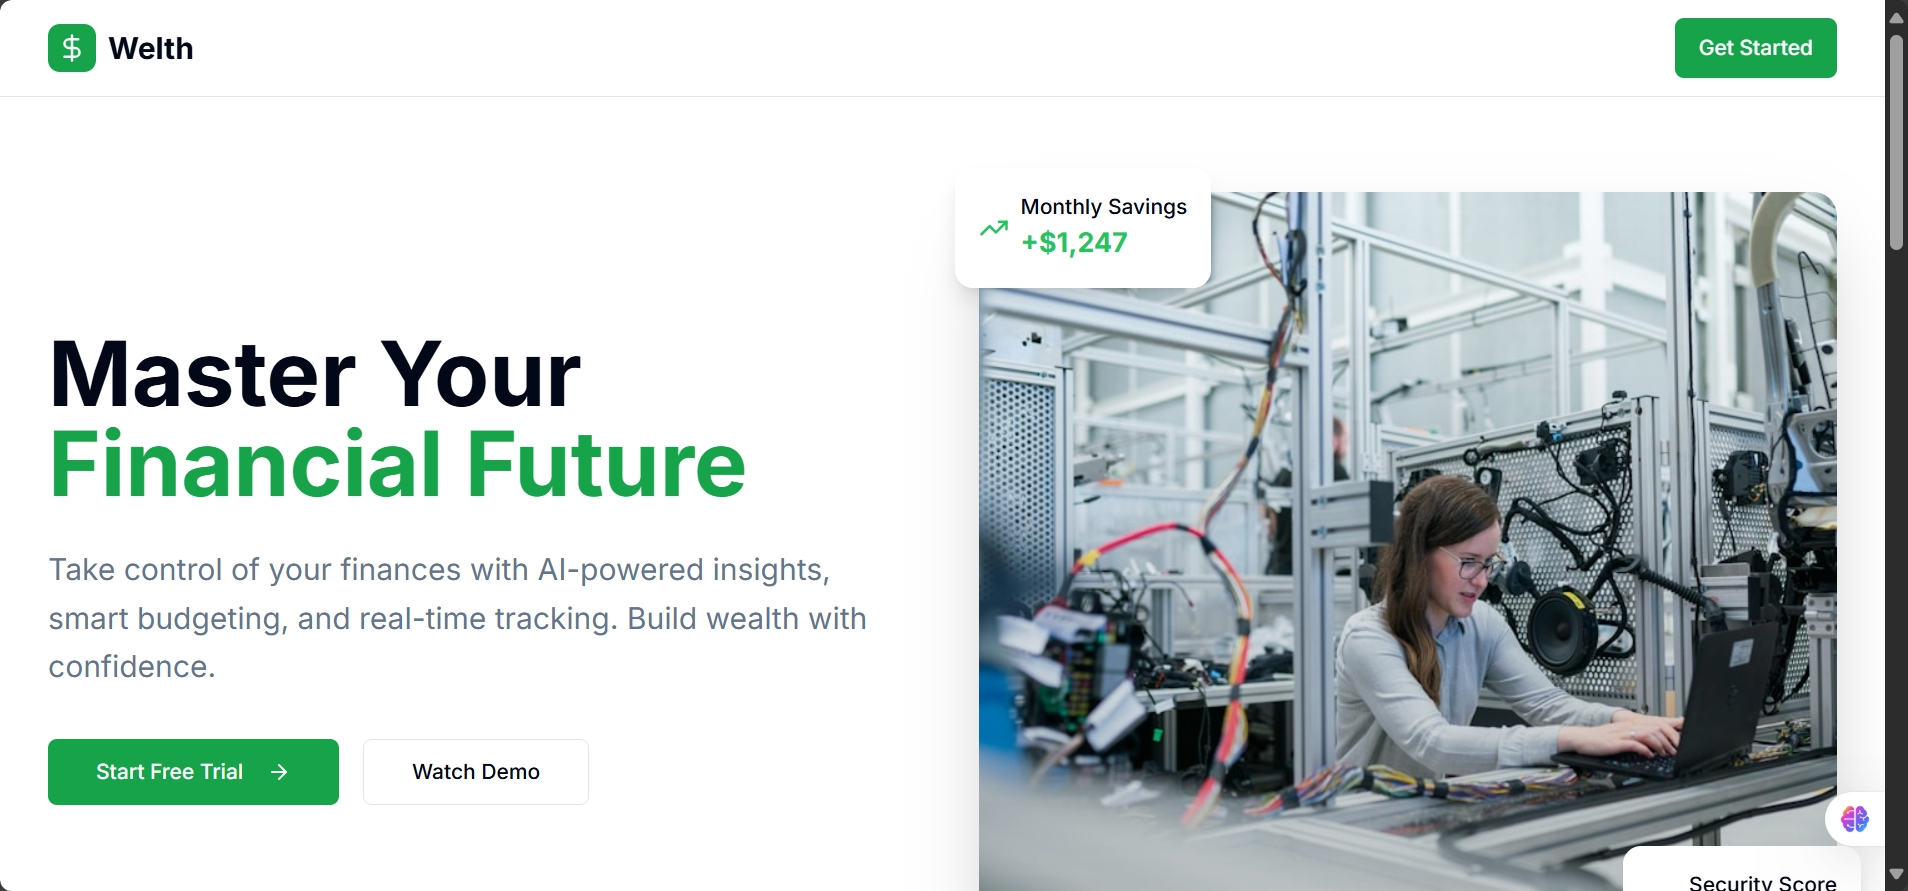 Welth
Get Started
Monthly Savings
+$1,247
Master Your
Financial Future
Take control of your finances with AI-powered insights,
smart budgeting, and real-time tracking. Build wealth with
confidence.
Start Free Trial
Watch Demo
Security Score